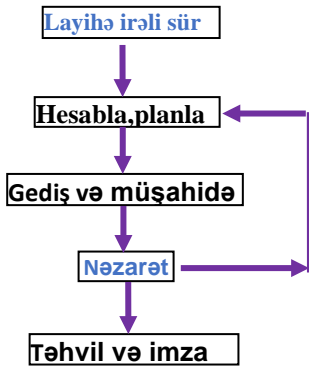 Layihə irəli sür
Hesabla,planla
Gediş və müşahidə
Nəzarət
Təhvil və imza